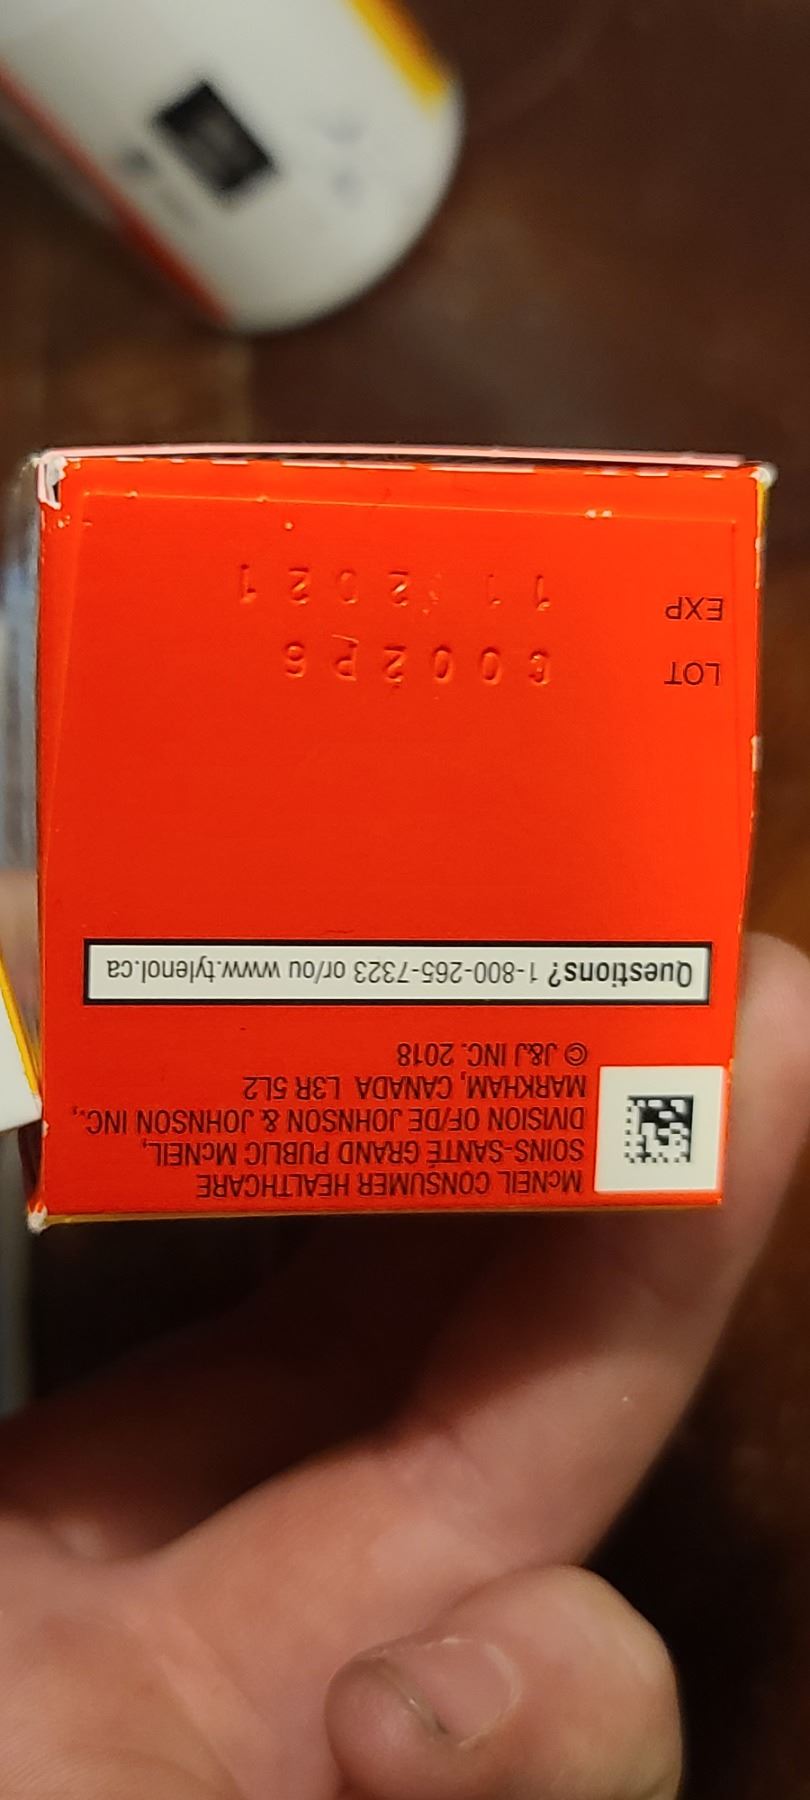 McNEIL CONSUMER HEALTHCARE
SOINS-SANTÉ GRAND PUBLIC McNEIL,
DIVISION OF/DE JOHNSON & JOHNSON INC.,
MARKHAM, CANADA L3R 5L2
© J&J INC. 2018
Questions? 1-800-265-7323 or/ou www.tylenol.ca
LOT
EXP 11 2021